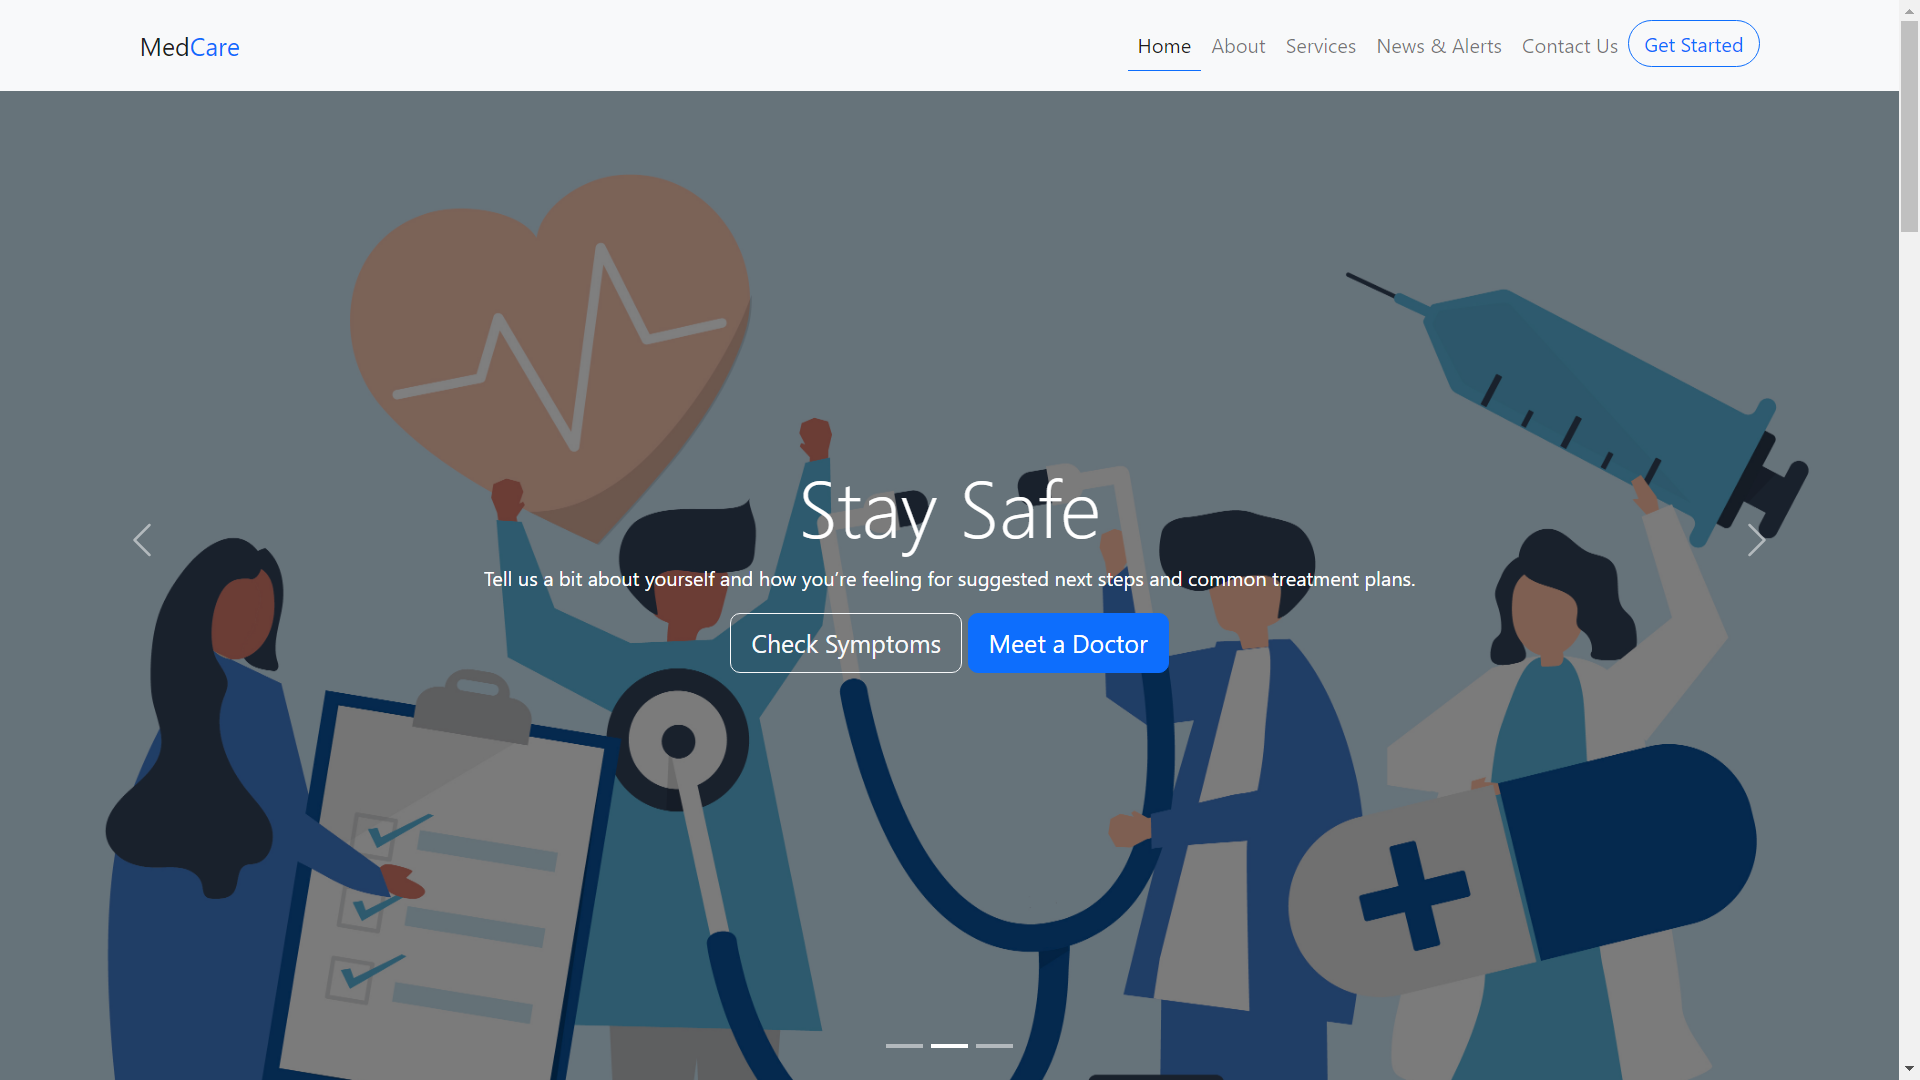 MedCare
Home About Services News & Alerts Contact Us Get Started
Stay Safe
Tell us a bit about yourself and how you’re feeling for suggested next steps and common treatment plans.
Check Symptoms Meet a Doctor